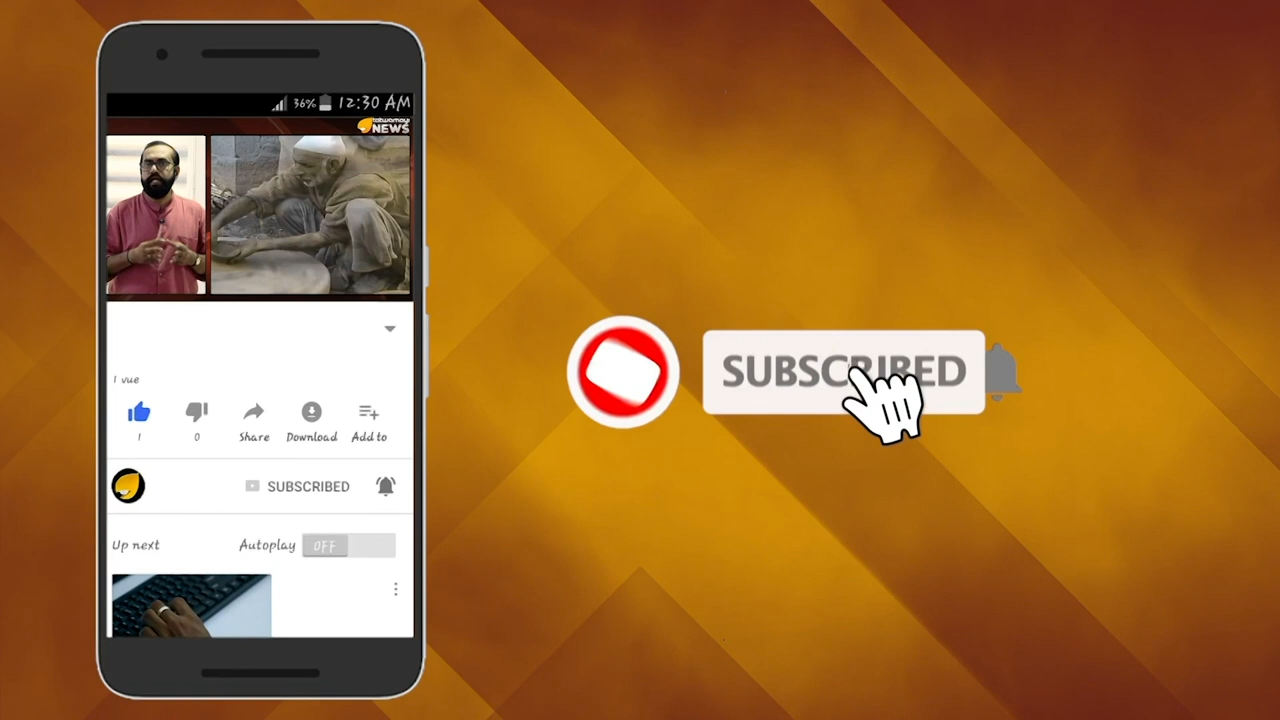 36% 12:30 AM
tatwamayi
NEWS
1 vue
1
0
Share
Download
Add to
SUBSCRIBED
Up next
Autoplay
OFF
SUBSCRIBED